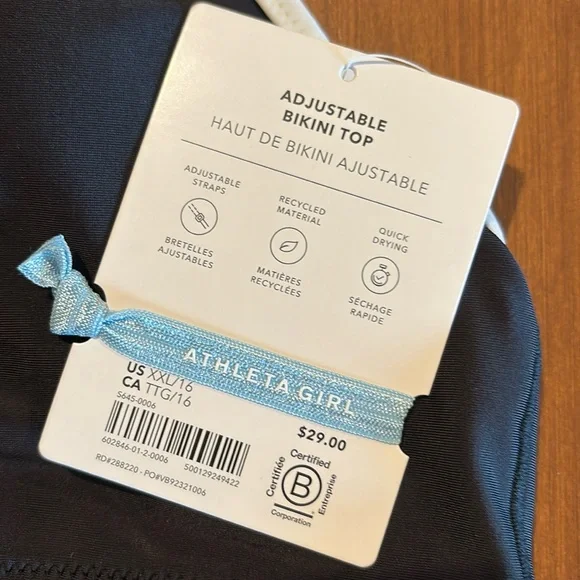 ADJUSTABLE
BIKINI TOP
HAUT DE BIKINI AJUSTABLE
ADJUSTABLE
STRAPS
BRETELLES
AJUSTABLES
RECYCLED
MATERIAL
MATIÈRES
RECYCLÉES
QUICK
DRYING
SÉCHAGE
RAPIDE
ATHLETA GIRL
US XXL/16
CA TTG/16
S645-0006
602846-01-2-0006 500129249422
RD#288220 - PO#VB92321006
$29.00
Certified
Certifiée
B
Entreprise
Corporation